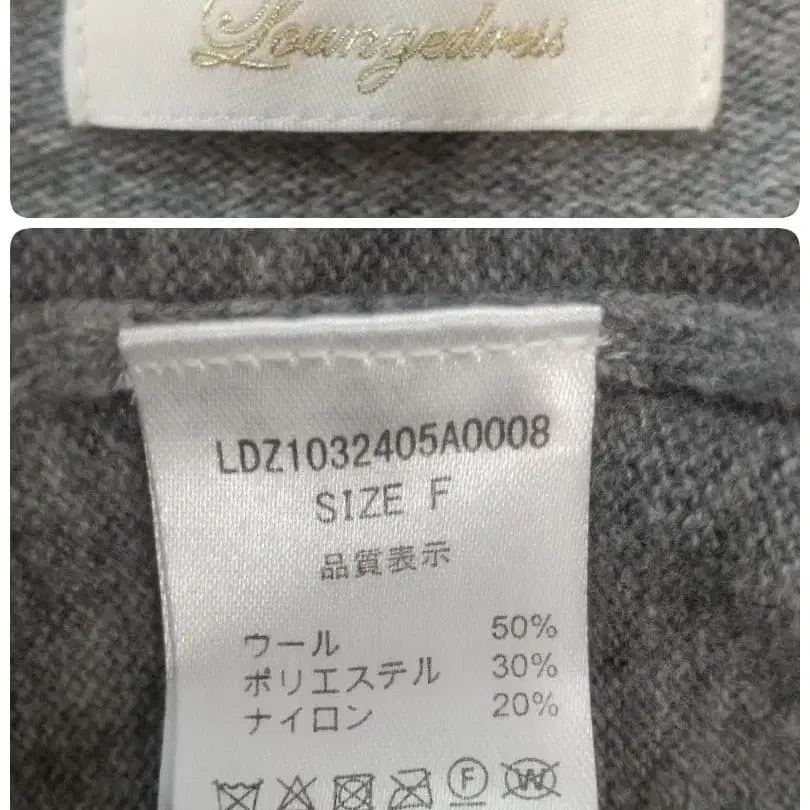 Loungedress
LDZ1032405A0008
SIZE F
品質表示
ウール 50%
ポリエステル 30%
ナイロン 20%
F
W